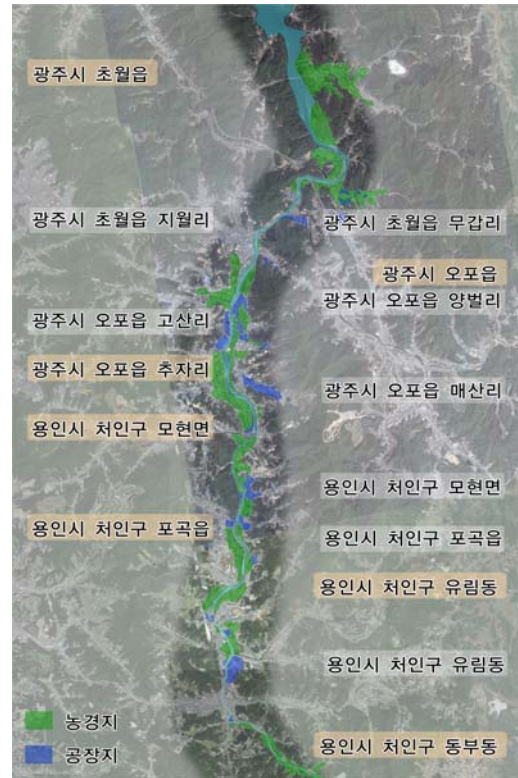 광주시 초월읍
광주시 초월읍 지월리
광주시 초월읍 무갑리
광주시 오포읍
광주시 오포읍 양벌리
광주시 오포읍 고산리
광주시 오포읍 추자리
광주시 오포읍 매산리
용인시 처인구 모현면
용인시 처인구 모현면
용인시 처인구 포곡읍
용인시 처인구 포곡읍
용인시 처인구 유림동
용인시 처인구 유림동
농경지
용인시 처인구 동부동
공장지